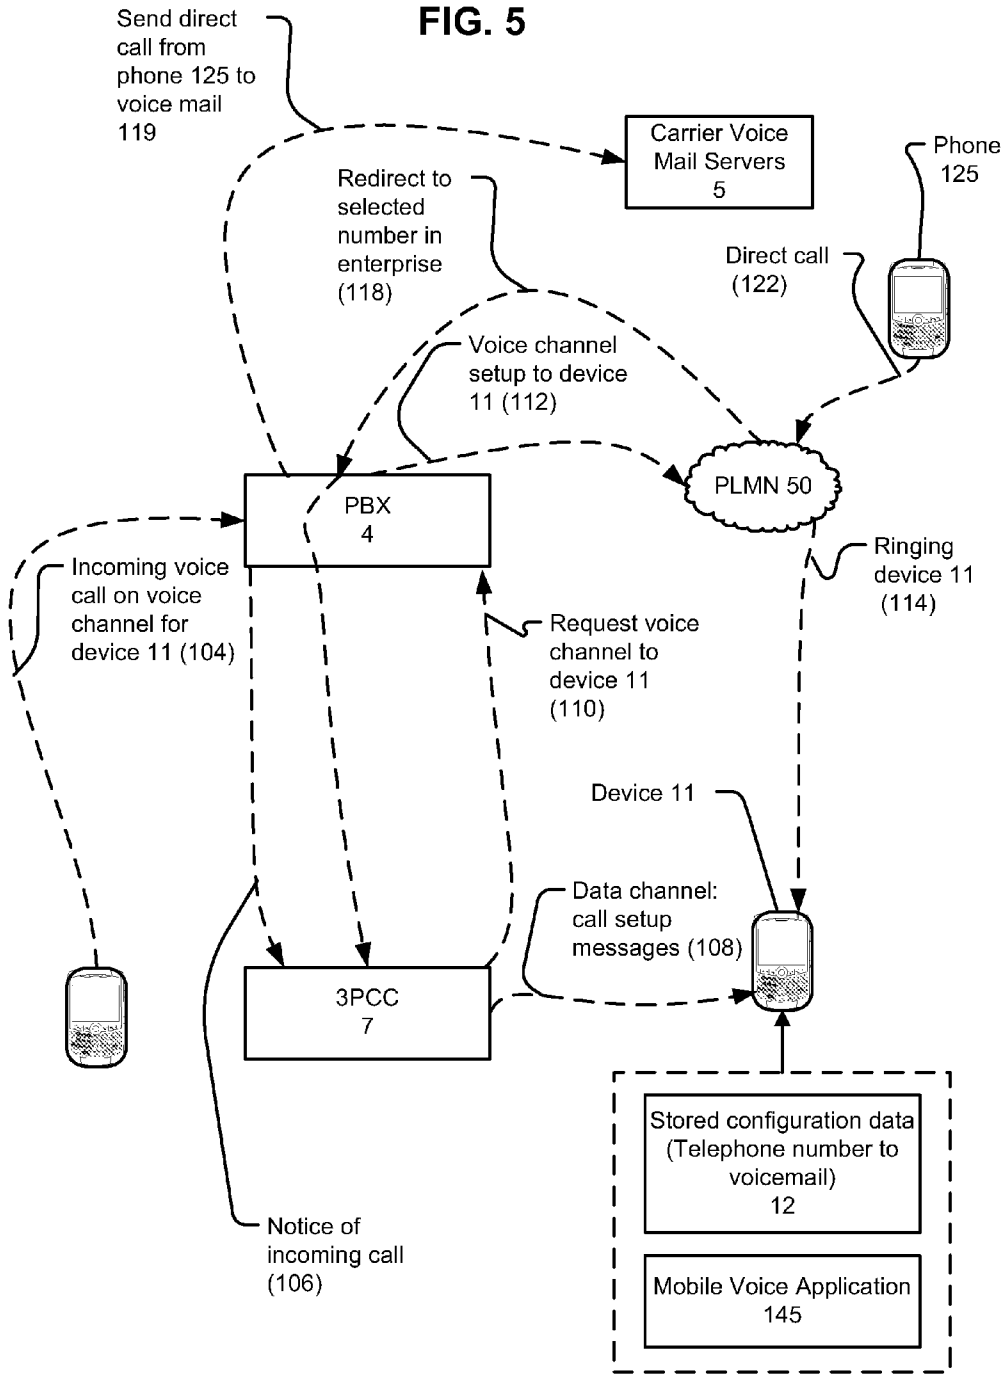 FIG. 5
Send direct
call from
phone 125 to
voice mail
119
Carrier Voice
Mail Servers
5
Phone
125
Redirect to
selected
number in
enterprise
(118)
Direct call
(122)
Voice channel
setup to device
11 (112)
PBX
4
PLMN 50
Incoming voice
call on voice
channel for
device 11 (104)
Ringing
device 11
(114)
Request voice
channel to
device 11
(110)
Device 11
Data channel:
call setup
messages (108)
3PCC
7
Stored configuration data
(Telephone number to
voicemail)
12
Notice of
incoming call
(106)
Mobile Voice Application
145